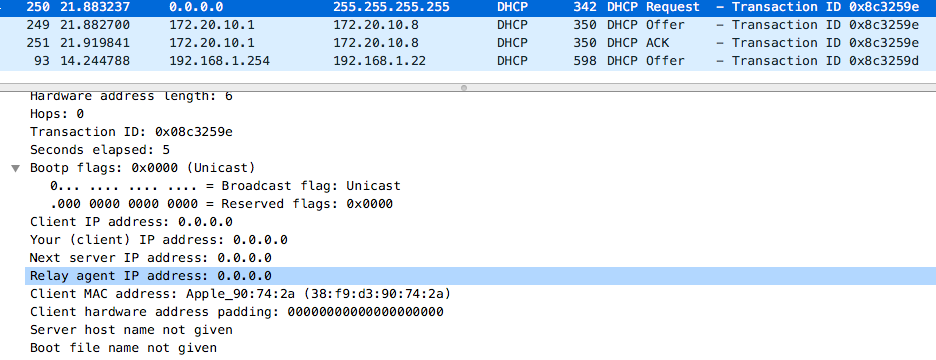 250 21.883237 0.0.0.0 255.255.255.255 DHCP 342 DHCP Request – Transaction ID 0x8c3259e
249 21.882700 172.20.10.1 172.20.10.8 DHCP 350 DHCP Offer – Transaction ID 0x8c3259e
251 21.919841 172.20.10.1 172.20.10.8 DHCP 350 DHCP ACK – Transaction ID 0x8c3259e
93 14.244788 192.168.1.254 192.168.1.22 DHCP 598 DHCP Offer – Transaction ID 0x8c3259d
Hardware address length: 6
Hops: 0
Transaction ID: 0x08c3259e
Seconds elapsed: 5
Bootp flags: 0x0000 (Unicast)
0... .... .... .... = Broadcast flag: Unicast
.000 0000 0000 0000 = Reserved flags: 0x0000
Client IP address: 0.0.0.0
Your (client) IP address: 0.0.0.0
Next server IP address: 0.0.0.0
Relay agent IP address: 0.0.0.0
Client MAC address: Apple_90:74:2a (38:f9:d3:90:74:2a)
Client hardware address padding: 00000000000000000000
Server host name not given
Boot file name not given